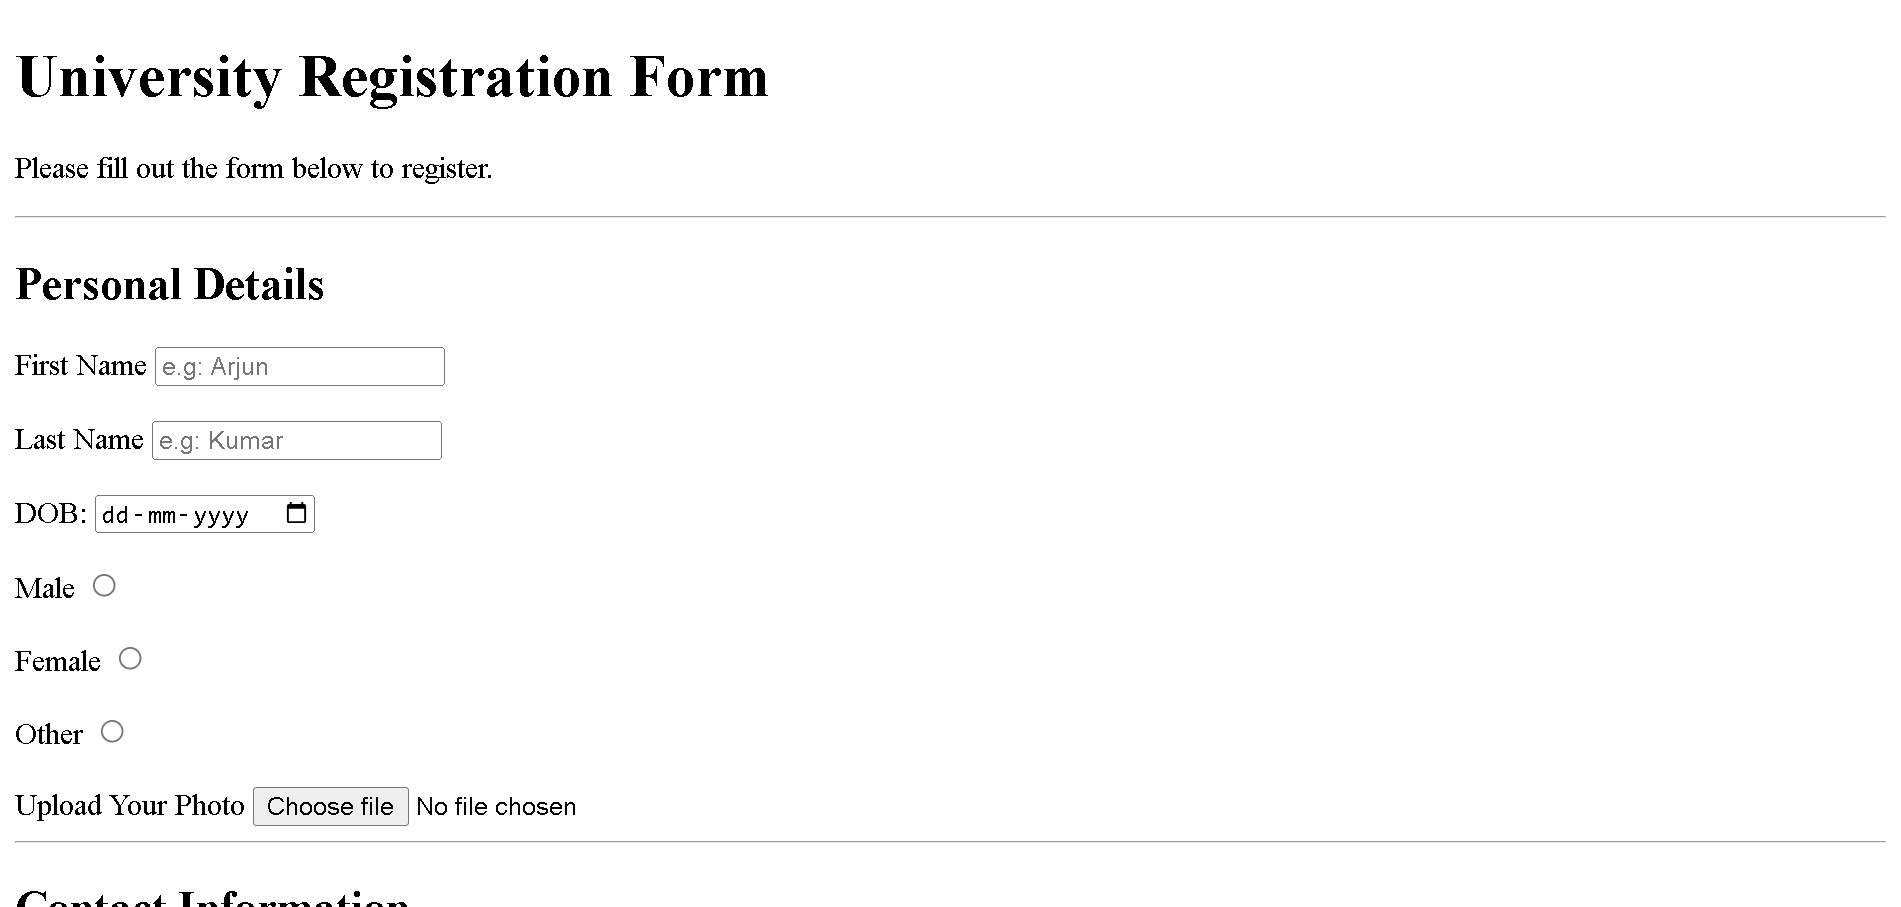 University Registration Form
Please fill out the form below to register.
Personal Details
First Name e.g: Arjun
Last Name e.g: Kumar
DOB: dd-mm-yyyy
Male
Female
Other
Upload Your Photo Choose file No file chosen
Contact Information